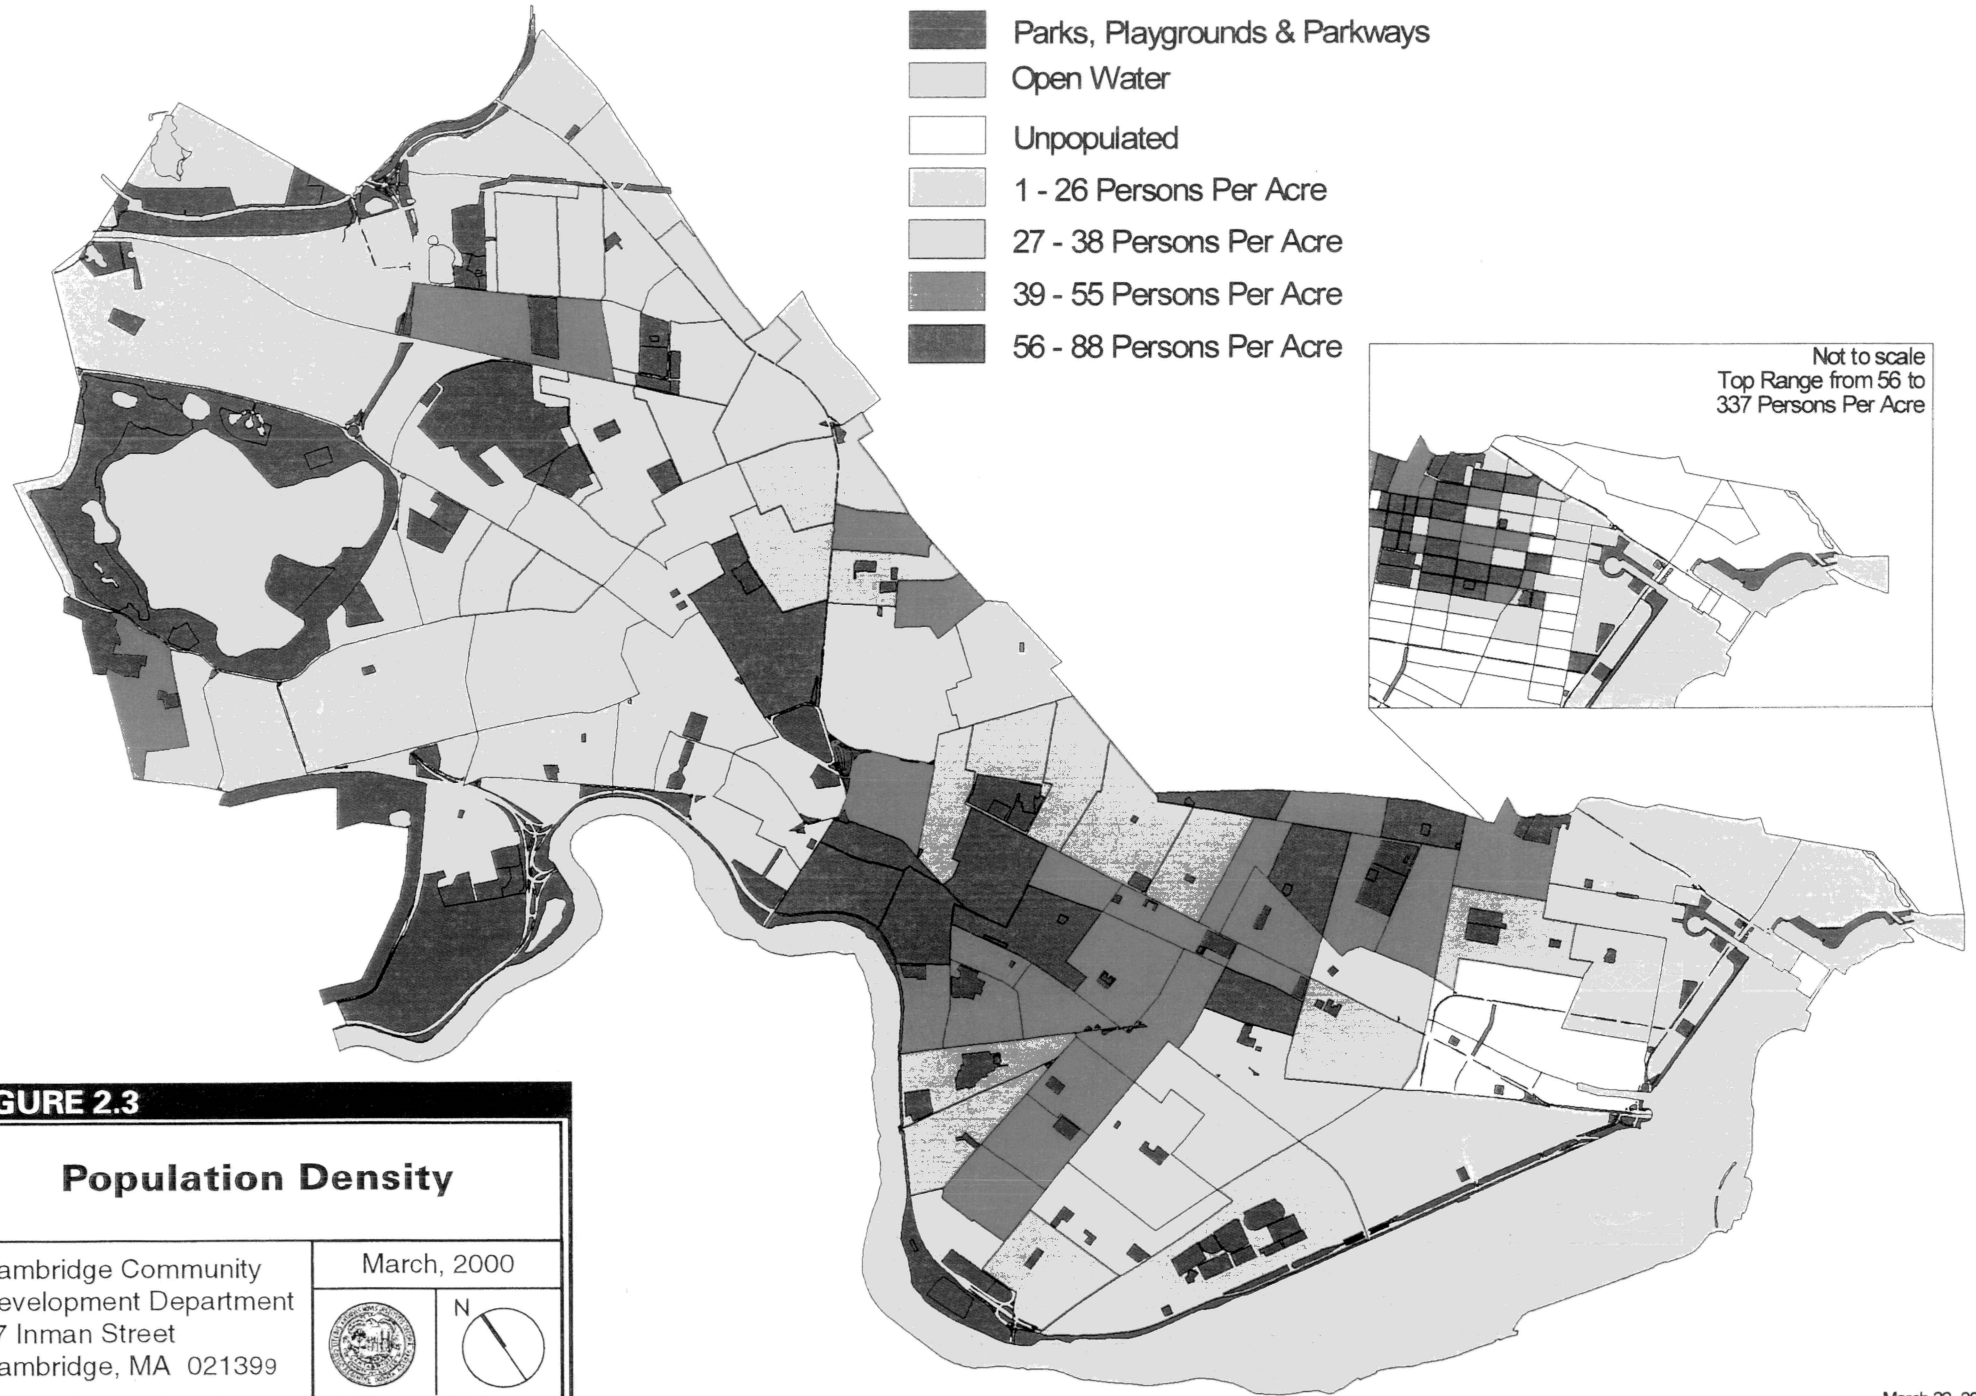 Parks, Playgrounds & Parkways
Open Water
Unpopulated
1 - 26 Persons Per Acre
27 - 38 Persons Per Acre
39 - 55 Persons Per Acre
56 - 88 Persons Per Acre
Not to scale
Top Range from 56 to
337 Persons Per Acre
GURE 2.3
Population Density
ambridge Community
evelopment Department
7 Inman Street
ambridge, MA 021399
March, 2000
N